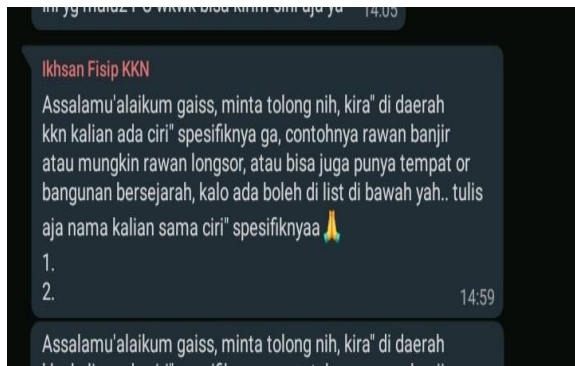 14.05
Ikhsan Fisip KKN
Assalamu'alaikum gaiss, minta tolong nih, kira" di daerah
kkn kalian ada ciri" spesifiknya ga, contohnya rawan banjir
atau mungkin rawan longsor, atau bisa juga punya tempat or
bangunan bersejarah, kalo ada boleh di list di bawah yah.. tulis
aja nama kalian sama ciri" spesifiknyaa🙏
1.
2.
14:59
Assalamu'alaikum gaiss, minta tolong nih, kira" di daerah